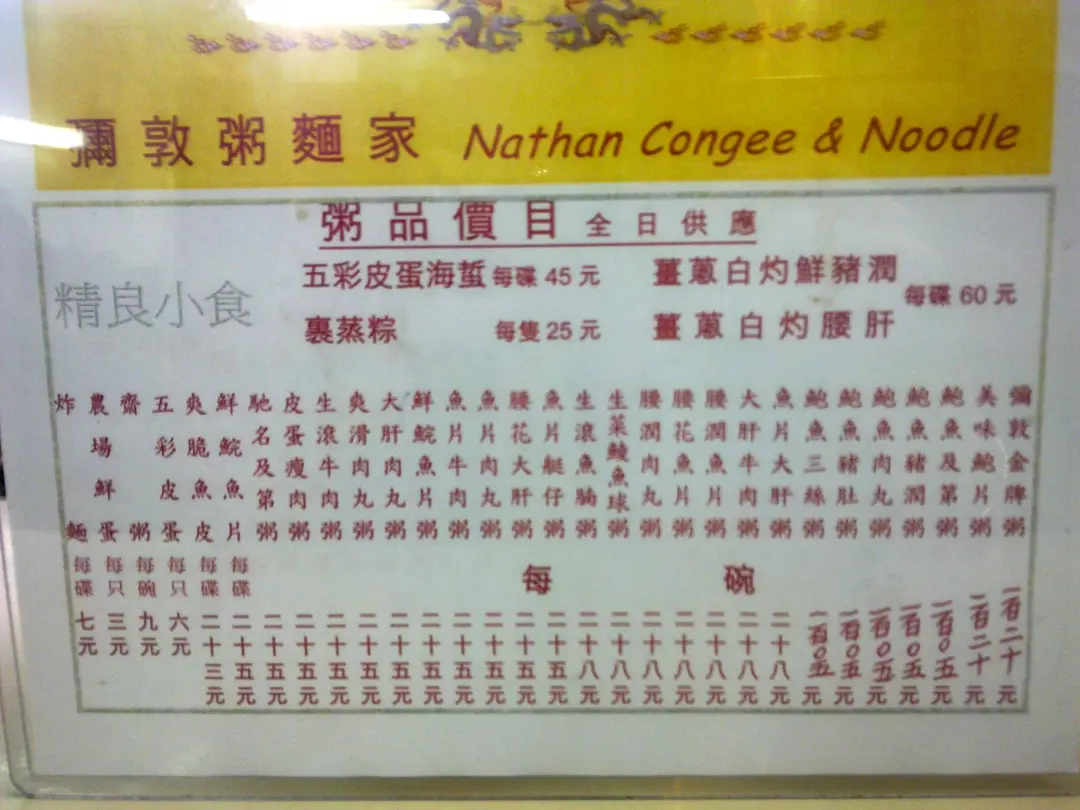 彌敦粥麵家 Nathan Congee & Noodle
粥品價目 全日供應
精良小食
五彩皮蛋海蜇 每碟 45 元
裹蒸粽 每隻 25 元
薑蔥白灼鮮豬潤
薑蔥白灼腰肝
每碟 60 元
每碗
彌敦金牌粥 一百二十元
美味鮑片粥 一百二十元
鮑魚及第粥 一百0五元
鮑魚豬潤粥 一百0五元
鮑魚肉丸粥 一百0五元
鮑魚豬肚粥 一百0五元
鮑魚三絲粥 一百0五元
魚片大肝粥 二十八元
大肝牛肉粥 二十八元
腰潤魚片粥 二十八元
腰花魚片粥 二十八元
腰潤肉丸粥 二十八元
生菜鯪魚球粥 二十八元
生滾魚腩粥 二十八元
魚片艇仔粥 二十五元
腰花大肝粥 二十五元
魚片肉丸粥 二十五元
魚片牛肉粥 二十五元
鮮鯇魚片粥 二十五元
大肝肉丸粥 二十五元
爽滑肉丸粥 二十五元
生滾牛肉粥 二十五元
皮蛋瘦肉粥 二十五元
馳名及第粥 二十五元
鮮鯇魚片 每碟 二十五元
爽脆魚皮 每碟 二十三元
五彩皮蛋 每只 六元
齋粥 每碗 九元
農場鮮蛋 每只 三元
炸麵 每碟 七元